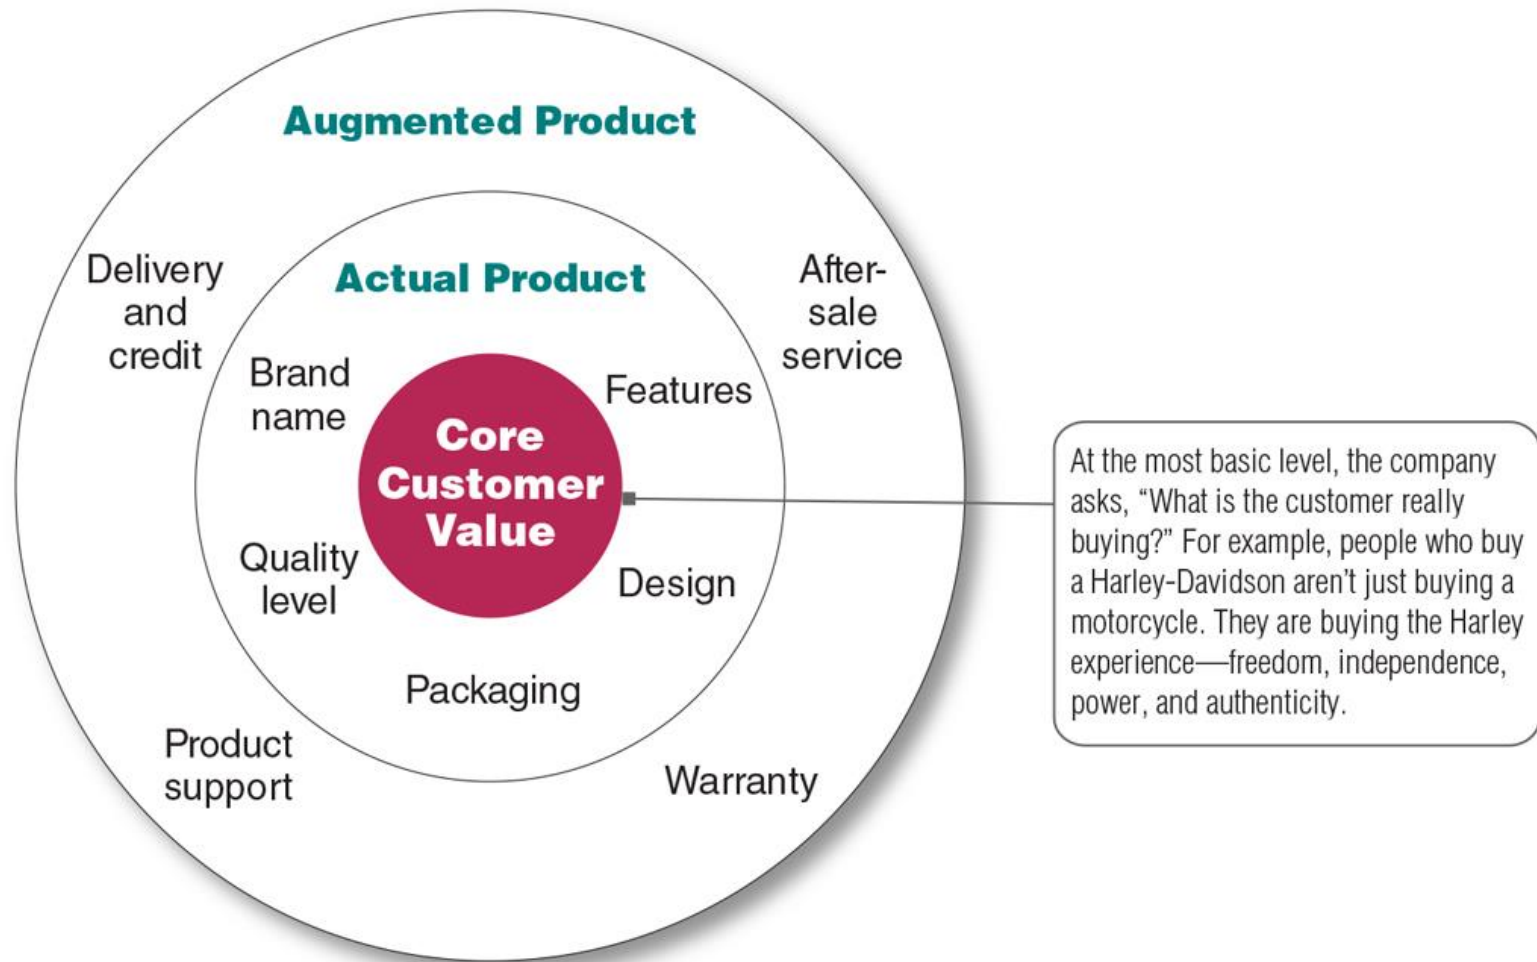 Augmented Product
Delivery
and
credit
After-
sale
service
Actual Product
Brand
name
Features
Core
Customer
Value
Quality
level
Design
Packaging
Product
support
Warranty
At the most basic level, the company
asks, “What is the customer really
buying?” For example, people who buy
a Harley-Davidson aren’t just buying a
motorcycle. They are buying the Harley
experience—freedom, independence,
power, and authenticity.